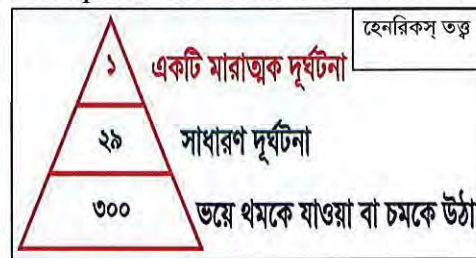 হেনরিকস্ তত্ত্ব
১ একটি মারাত্মক দূর্ঘটনা
২৯ সাধারণ দূর্ঘটনা
৩০০ ভয়ে থমকে যাওয়া বা চমকে উঠা